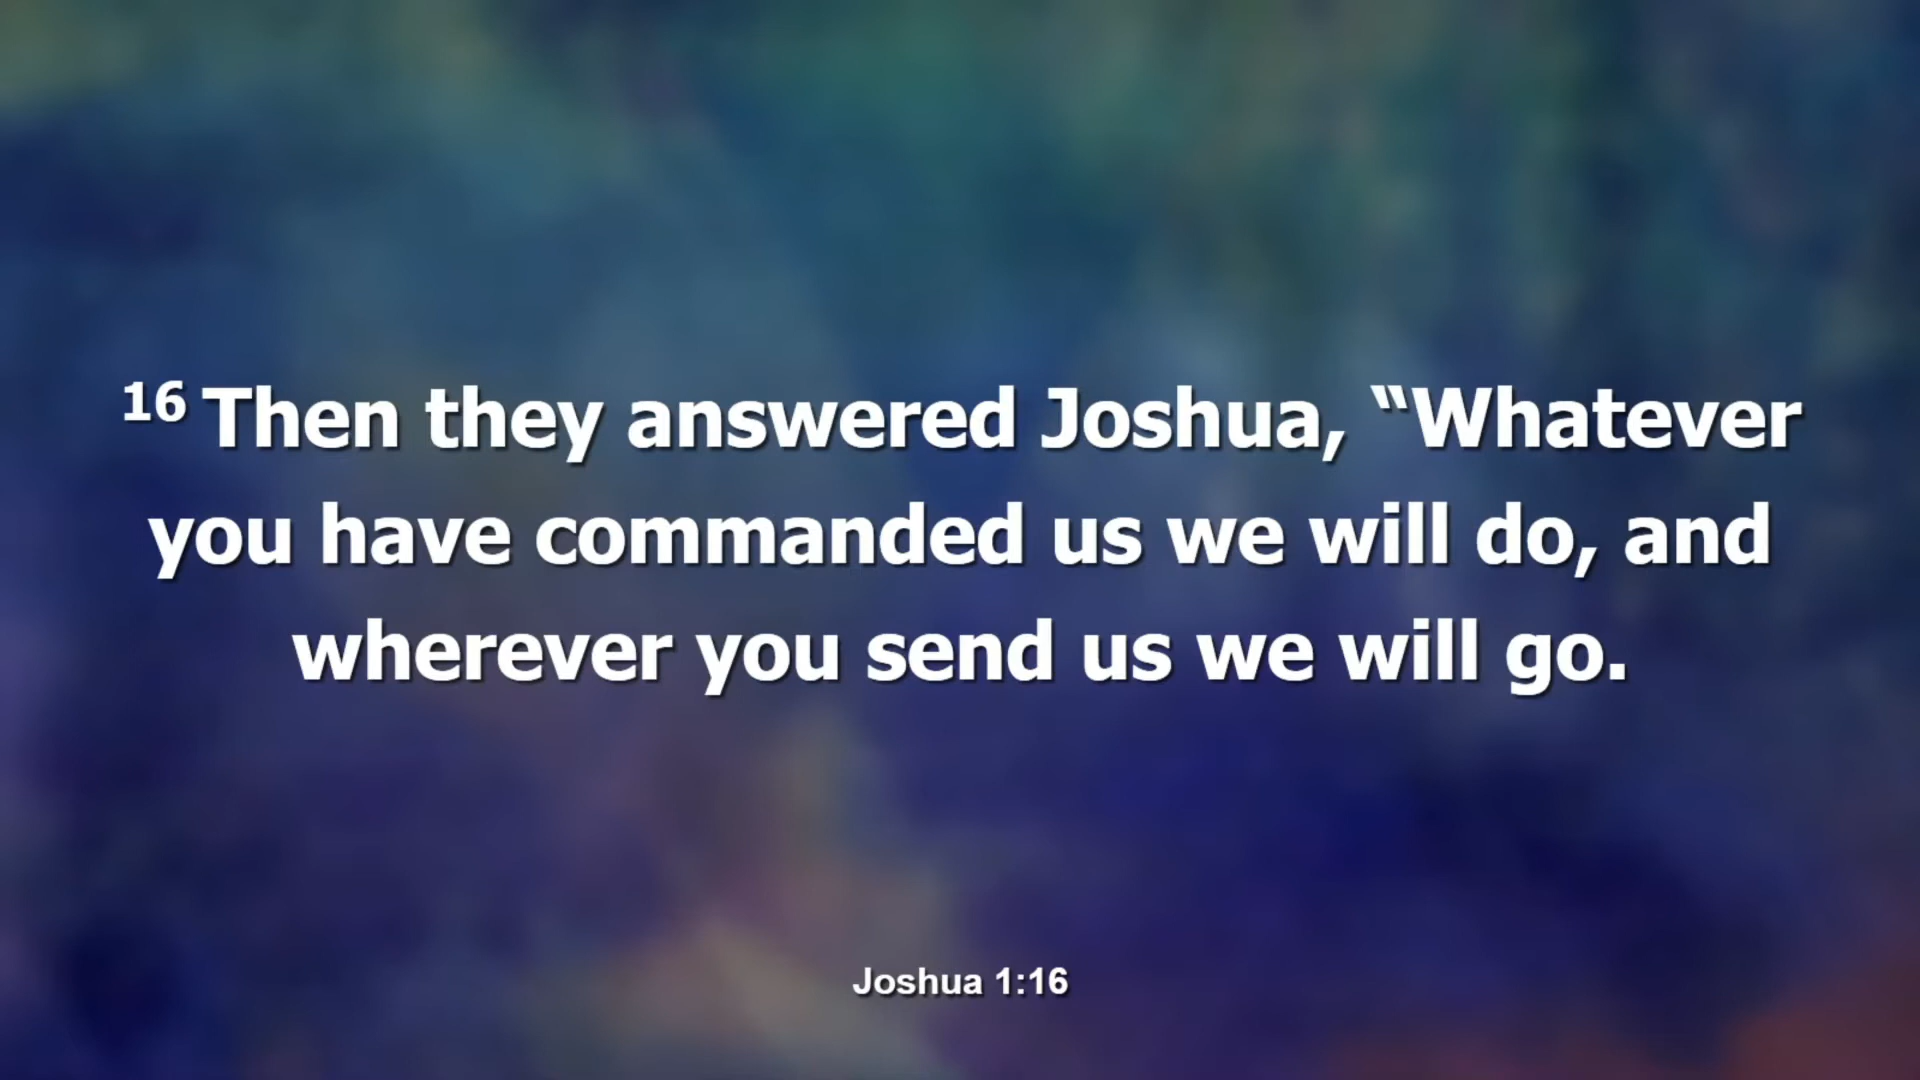 16 Then they answered Joshua, “Whatever
you have commanded us we will do, and
wherever you send us we will go.
Joshua 1:16